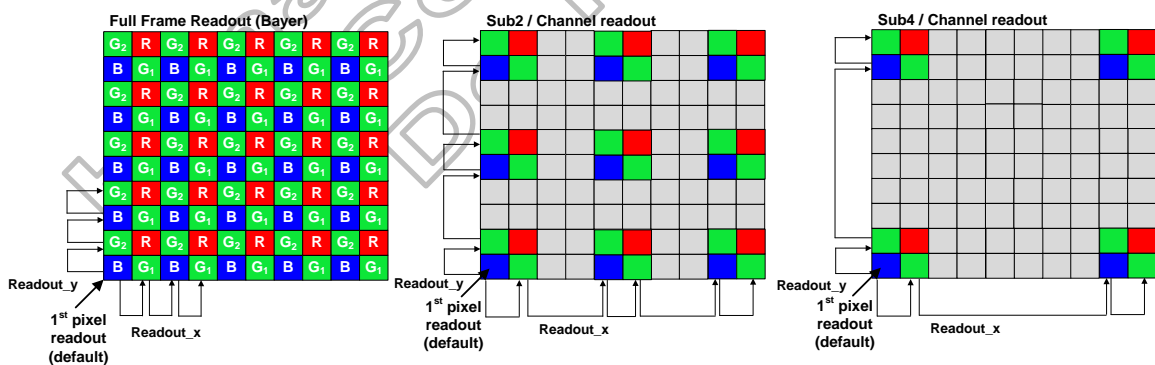 Full Frame Readout (Bayer)
G2 R G2 R G2 R G2 R G2 R
B G1 B G1 B G1 B G1 B G1
G2 R G2 R G2 R G2 R G2 R
B G1 B G1 B G1 B G1 B G1
G2 R G2 R G2 R G2 R G2 R
B G1 B G1 B G1 B G1 B G1
G2 R G2 R G2 R G2 R G2 R
B G1 B G1 B G1 B G1 B G1
G2 R G2 R G2 R G2 R G2 R
B G1 B G1 B G1 B G1 B G1
Readout_y
1st pixel
readout
(default)
Readout_x
Sub2 / Channel readout
Readout_y
1st pixel
readout
(default)
Readout_x
Sub4 / Channel readout
Readout_y
1st pixel
readout
(default)
Readout_x